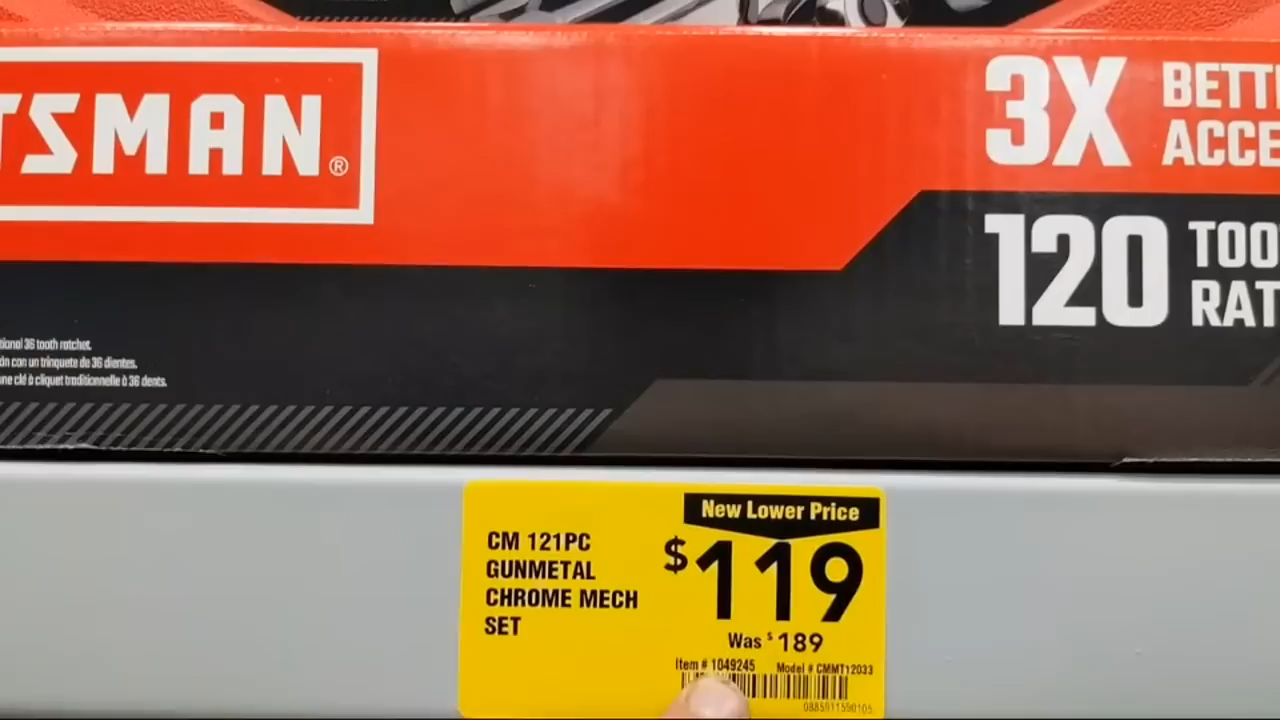 TSMAN®
3X BETT
ACCE
120 TOO
RAT
tional 36 tooth ratchet.
ón con un trinquete de 36 dientes.
une clé à cliquet traditionnelle à 36 dents.
New Lower Price
CM 121PC
GUNMETAL
CHROME MECH
SET
$119
Was $189
Item # 1049245 Model # CMMT12033